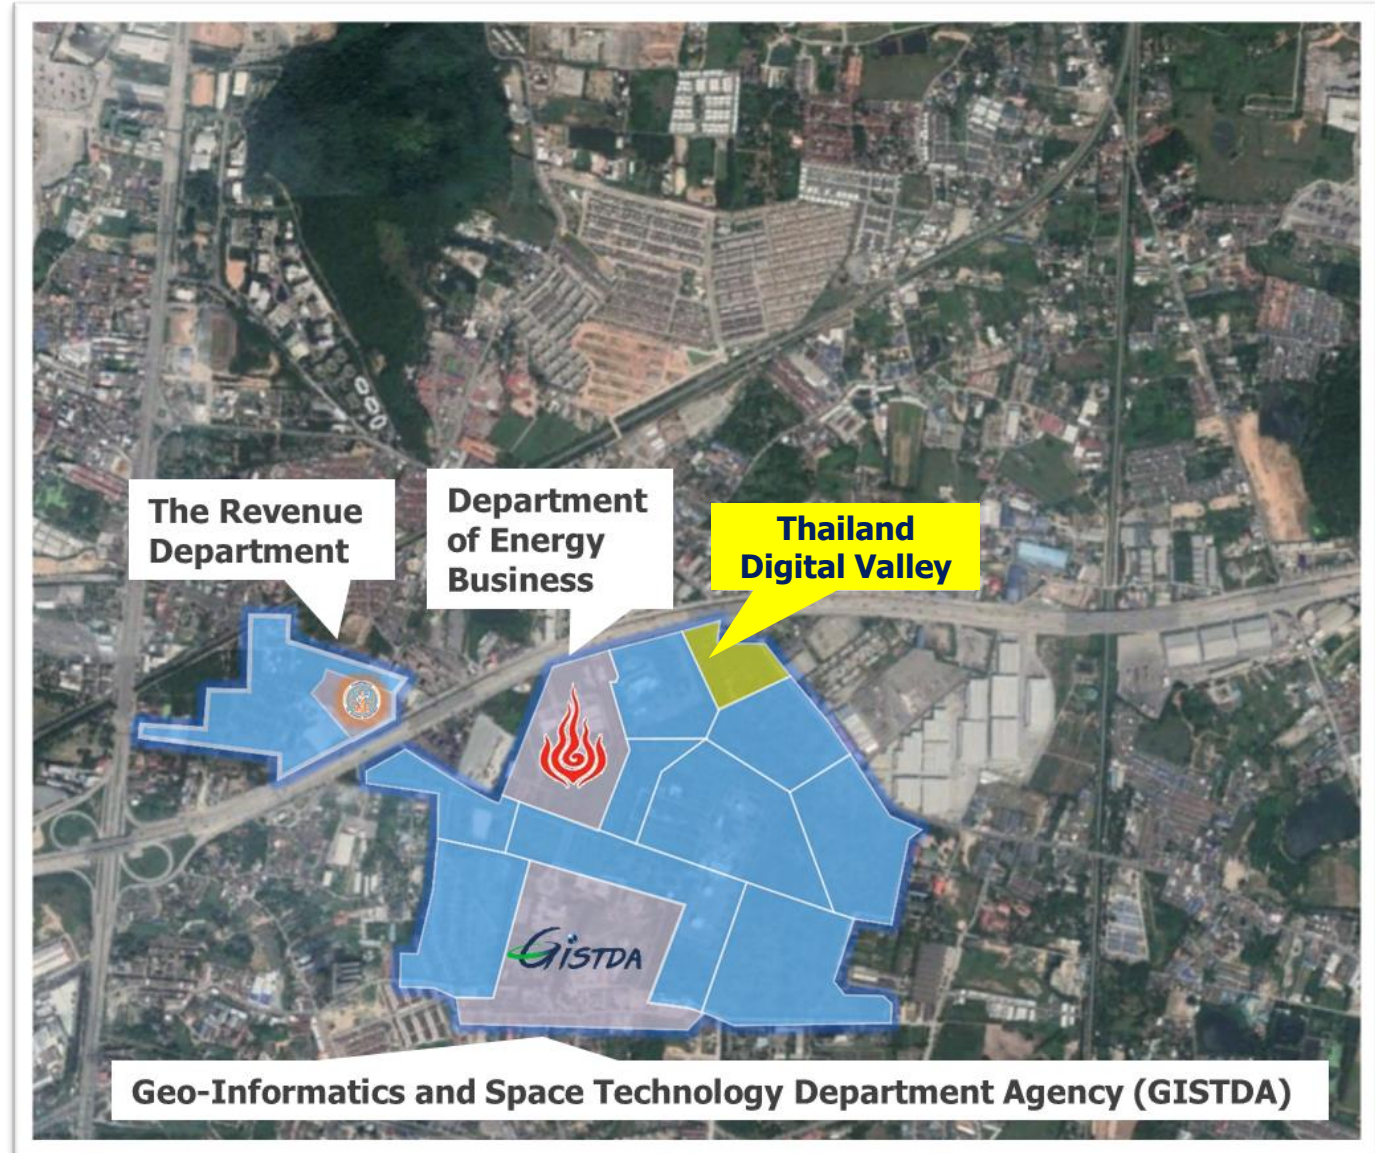 The Revenue
Department
Department
of Energy
Business
Thailand
Digital Valley
GISTDA
Geo-Informatics and Space Technology Department Agency (GISTDA)